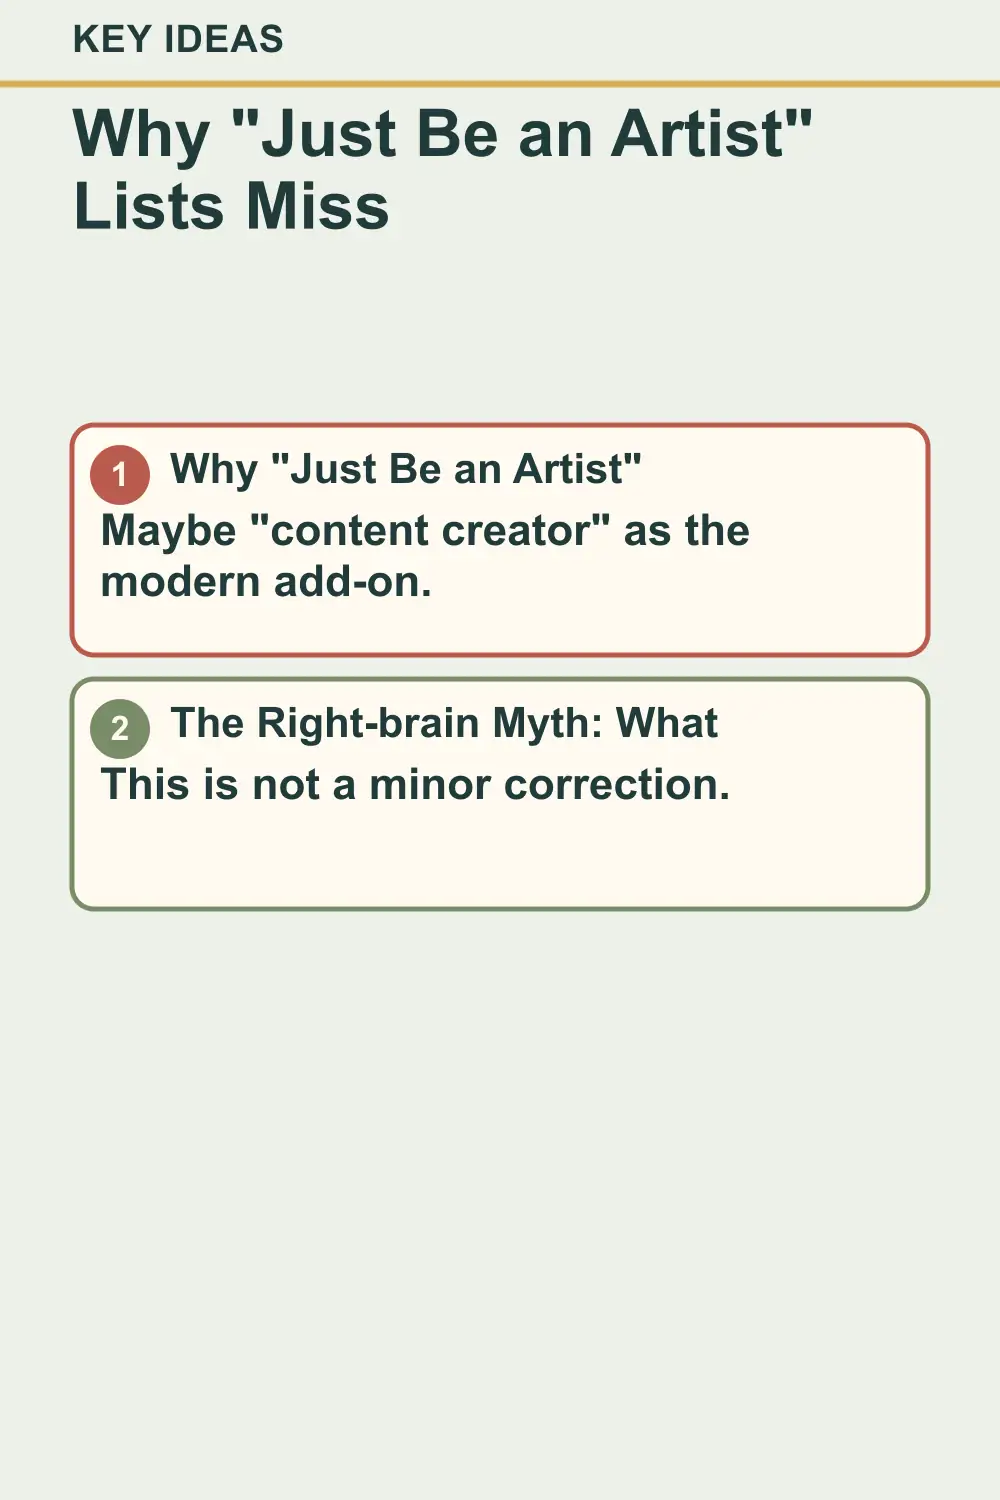 KEY IDEAS
Why "Just Be an Artist"
Lists Miss
1 Why "Just Be an Artist"
Maybe "content creator" as the
modern add-on.
2 The Right-brain Myth: What
This is not a minor correction.